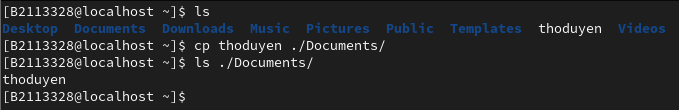 [B2113328@localhost ~]$ ls
Desktop  Documents  Downloads  Music  Pictures  Public  Templates  thoduyen  Videos
[B2113328@localhost ~]$ cp thoduyen ./Documents/
[B2113328@localhost ~]$ ls ./Documents/
thoduyen
[B2113328@localhost ~]$